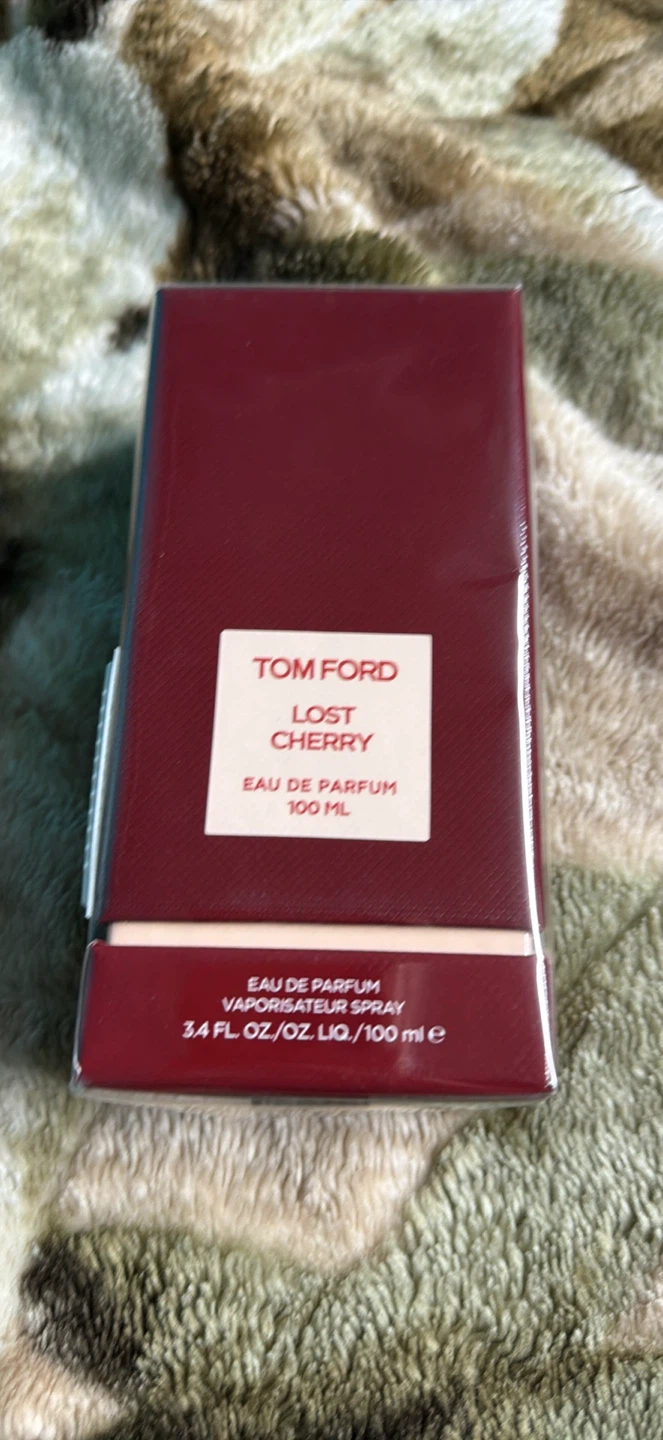 TOM FORD
LOST
CHERRY
EAU DE PARFUM
100 ML
EAU DE PARFUM
VAPORISATEUR SPRAY
3.4 FL. OZ./OZ. LIQ./100 ml ℮